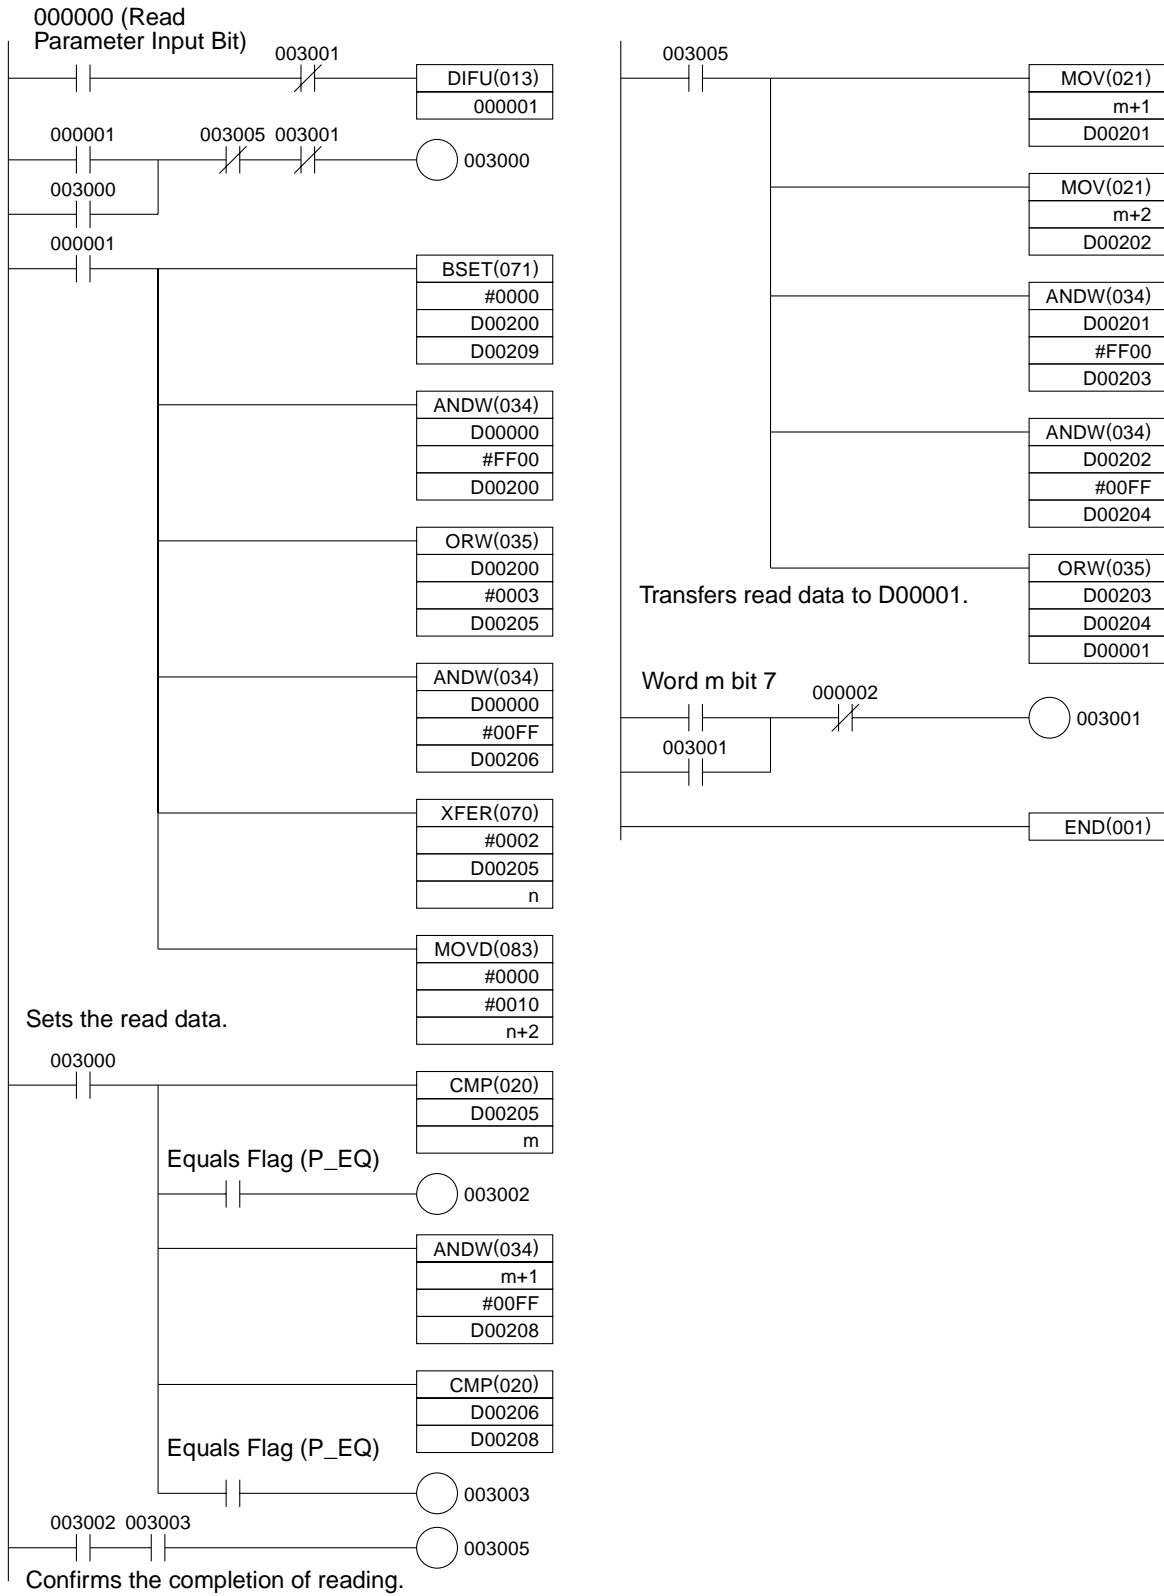 000000 (Read
Parameter Input Bit)
003001
DIFU(013)
000001
000001
003005 003001
003000
003000
000001
BSET(071)
#0000
D00200
D00209
ANDW(034)
D00000
#FF00
D00200
ORW(035)
D00200
#0003
D00205
ANDW(034)
D00000
#00FF
D00206
XFER(070)
#0002
D00205
n
MOVD(083)
#0000
#0010
n+2
Sets the read data.
003000
CMP(020)
D00205
m
Equals Flag (P_EQ)
003002
ANDW(034)
m+1
#00FF
D00208
CMP(020)
D00206
D00208
Equals Flag (P_EQ)
003003
003002 003003
003005
Confirms the completion of reading.
003005
MOV(021)
m+1
D00201
MOV(021)
m+2
D00202
ANDW(034)
D00201
#FF00
D00203
ANDW(034)
D00202
#00FF
D00204
ORW(035)
D00203
D00204
D00001
Transfers read data to D00001.
Word m bit 7
000002
003001
003001
END(001)